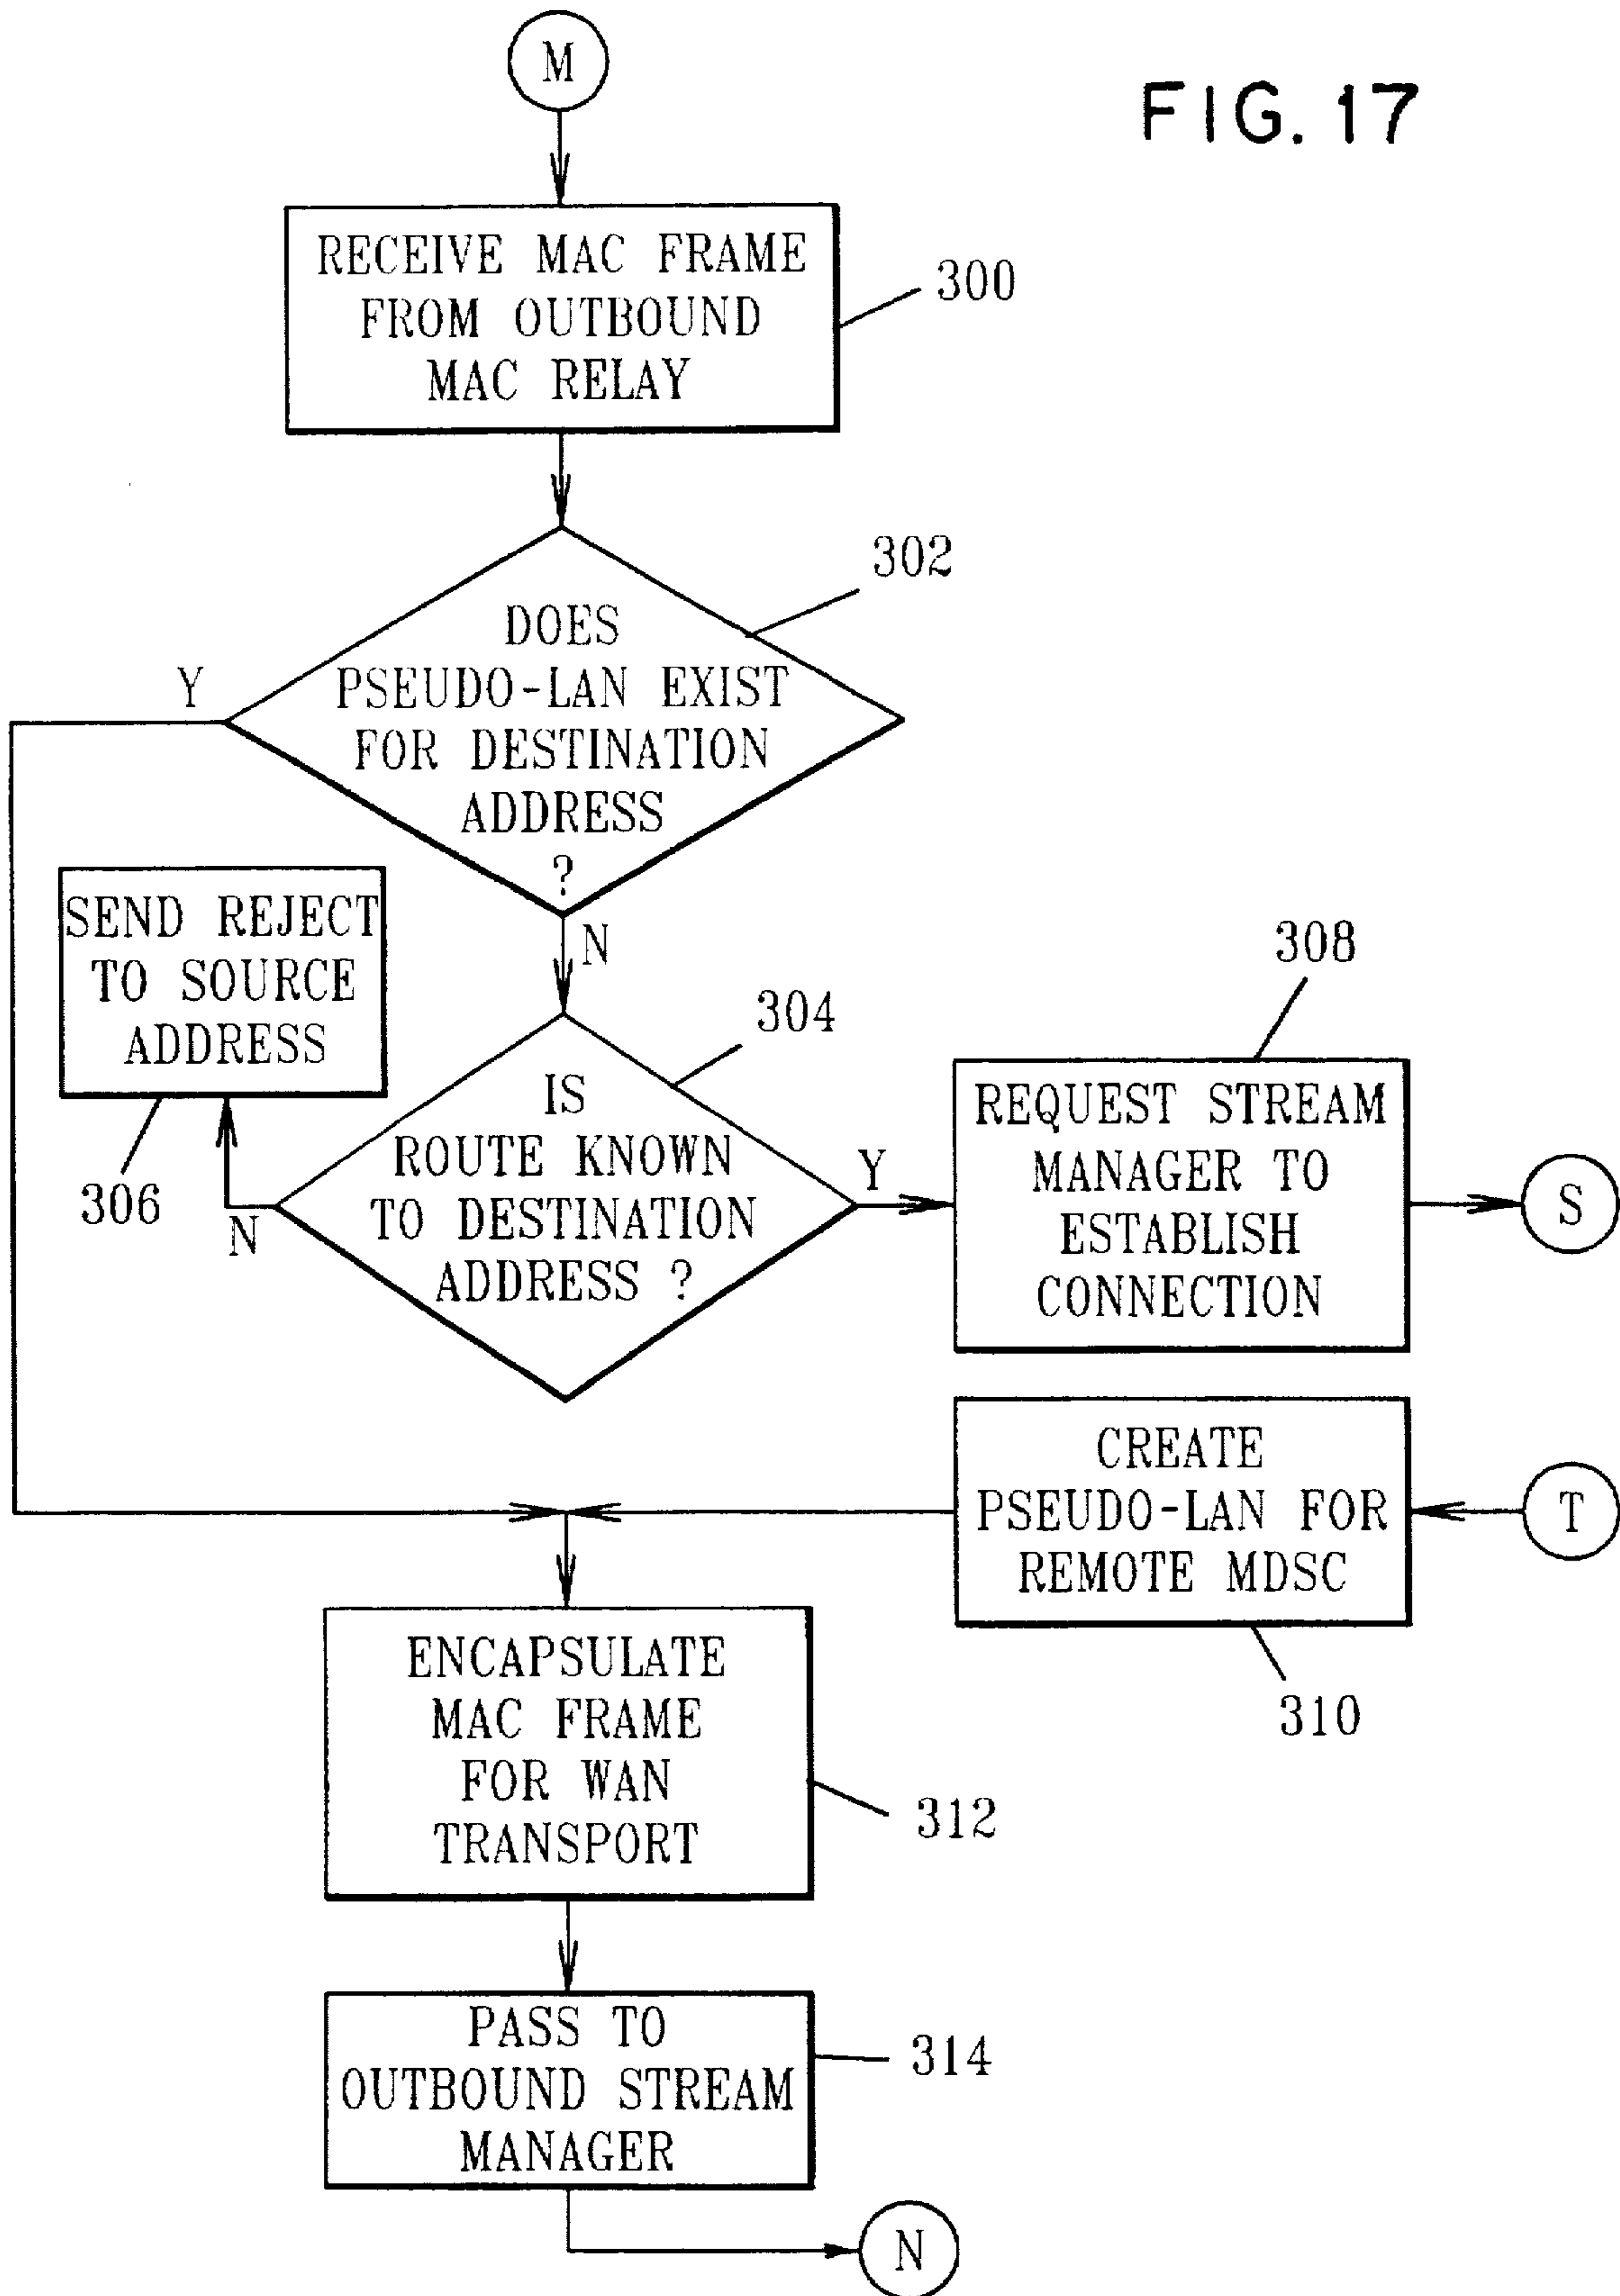 M
FIG. 17
RECEIVE MAC FRAME
FROM OUTBOUND
MAC RELAY
300
302
DOES
PSEUDO-LAN EXIST
FOR DESTINATION
ADDRESS
?
Y
N
SEND REJECT
TO SOURCE
ADDRESS
306
304
IS
ROUTE KNOWN
TO DESTINATION
ADDRESS ?
N
Y
308
REQUEST STREAM
MANAGER TO
ESTABLISH
CONNECTION
S
CREATE
PSEUDO-LAN FOR
REMOTE MDSC
T
310
ENCAPSULATE
MAC FRAME
FOR WAN
TRANSPORT
312
PASS TO
OUTBOUND STREAM
MANAGER
314
N